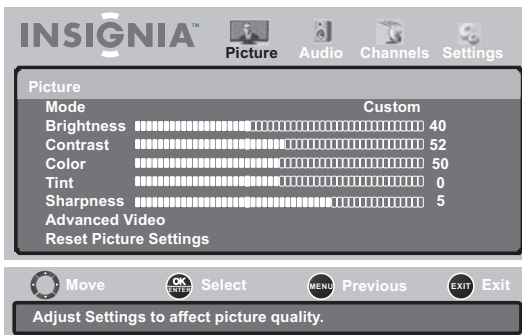 INSIGNIA™
Picture Audio Channels Settings
Picture
Mode Custom
Brightness 40
Contrast 52
Color 50
Tint 0
Sharpness 5
Advanced Video
Reset Picture Settings
Move OK ENTER Select MENU Previous EXIT Exit
Adjust Settings to affect picture quality.